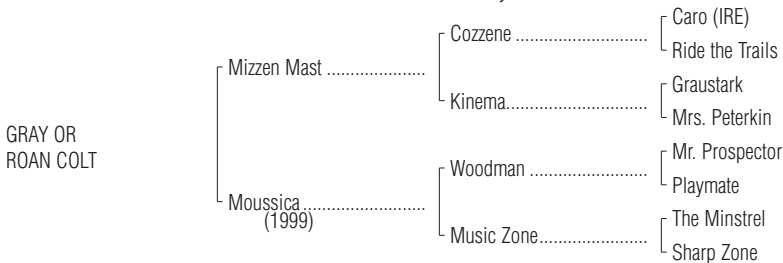 Caro (IRE)
Cozzene ................................
Ride the Trails
Mizzen Mast ......................
Graustark
Kinema..................................
Mrs. Peterkin
GRAY OR
ROAN COLT
Mr. Prospector
Woodman ............................
Playmate
Moussica ...........................
(1999)
The Minstrel
Music Zone..........................
Sharp Zone